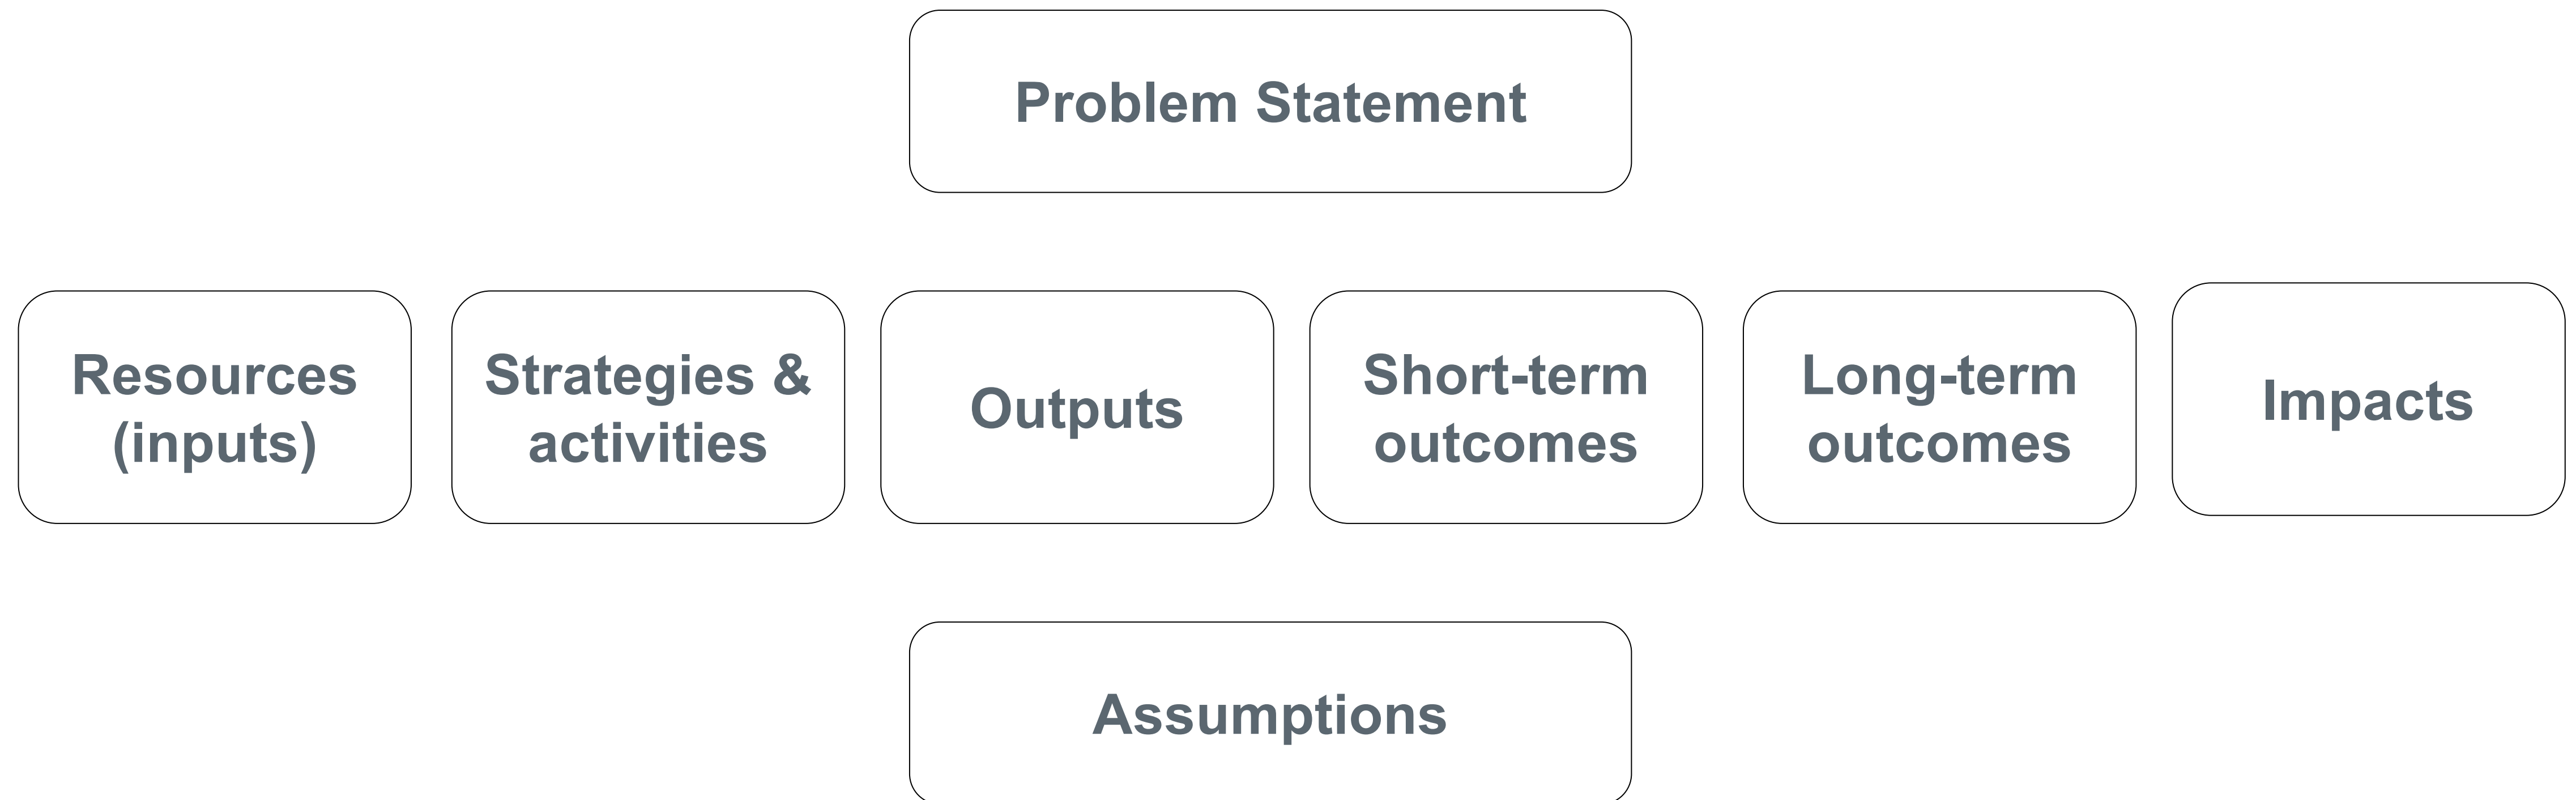 Problem Statement
Resources
(inputs)
Strategies &
activities
Outputs
Short-term
outcomes
Long-term
outcomes
Impacts
Assumptions